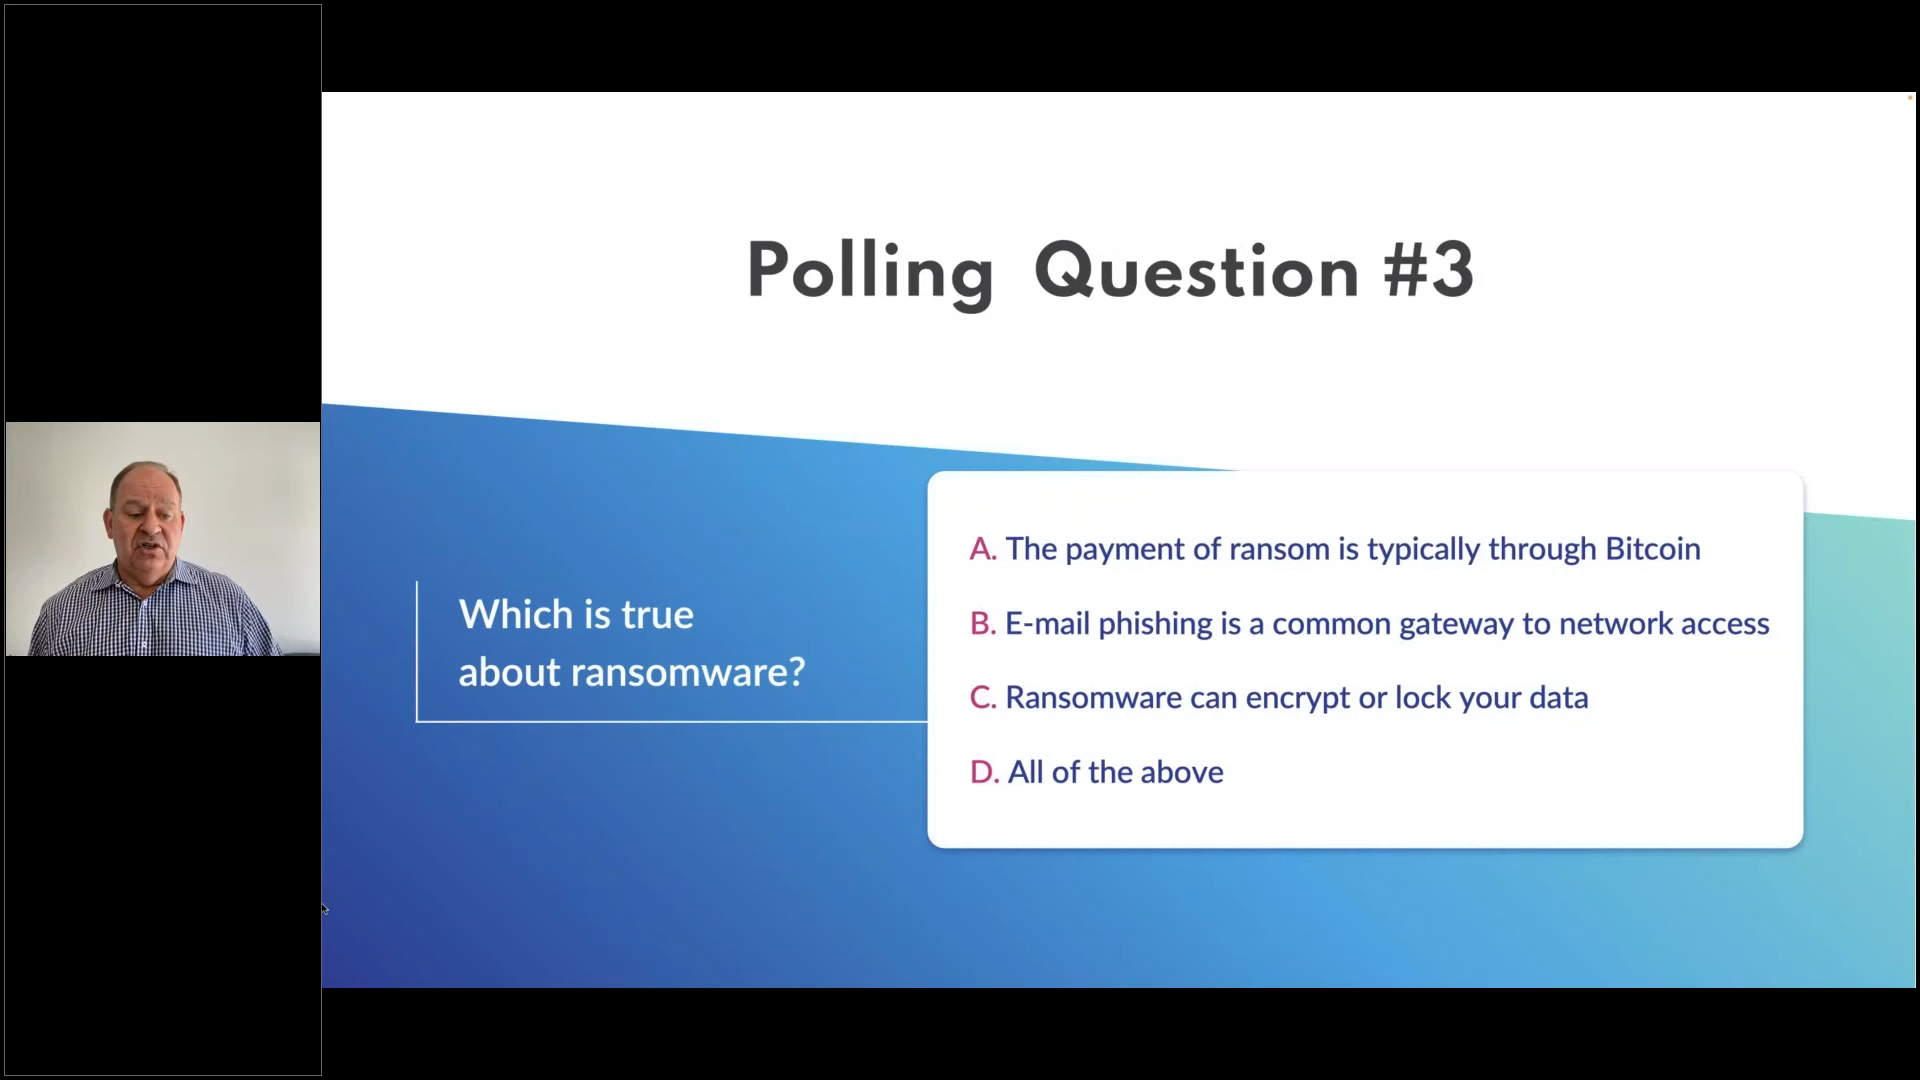 Polling Question #3
Which is true
about ransomware?
A. The payment of ransom is typically through Bitcoin
B. E-mail phishing is a common gateway to network access
C. Ransomware can encrypt or lock your data
D. All of the above